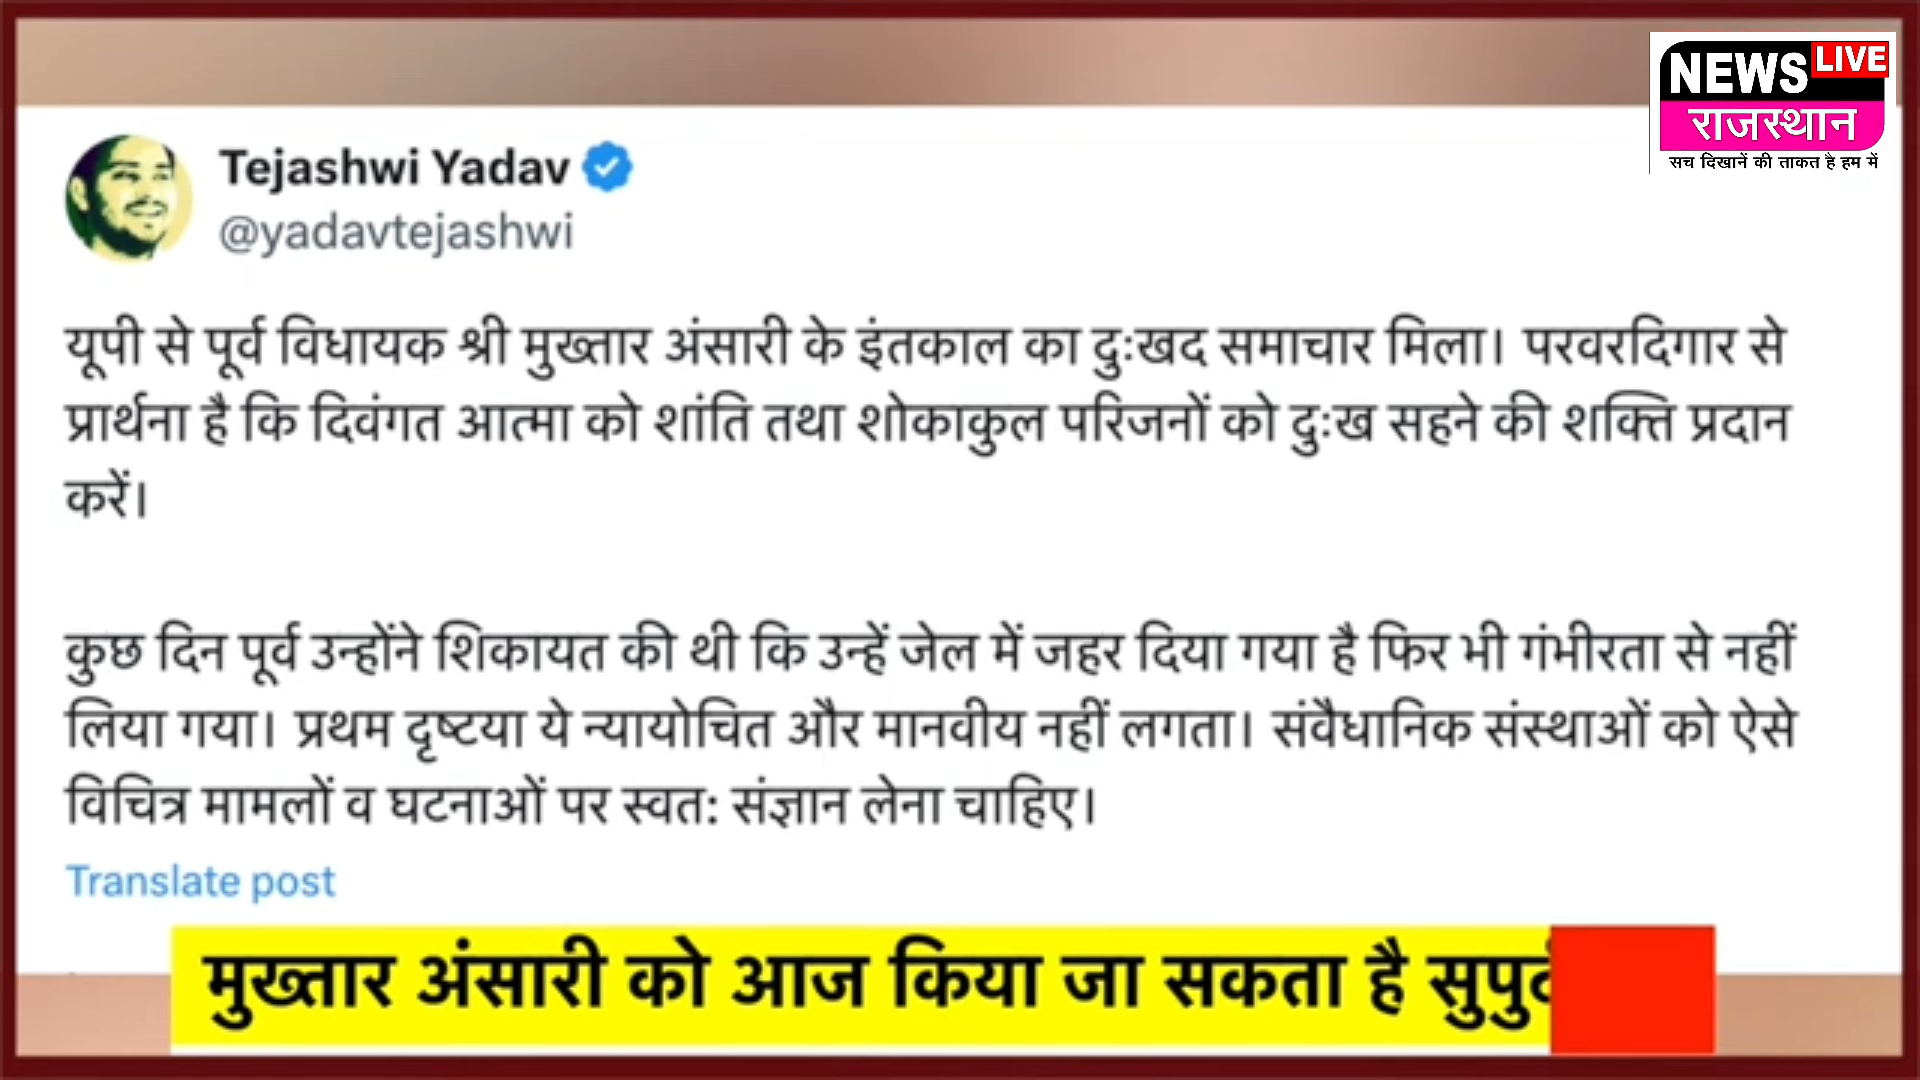 NEWS LIVE
राजस्थान
सच दिखानें की ताकत है हम में
Tejashwi Yadav
@yadavtejashwi
यूपी से पूर्व विधायक श्री मुख्तार अंसारी के इंतकाल का दुःखद समाचार मिला। परवरदिगार से
प्रार्थना है कि दिवंगत आत्मा को शांति तथा शोकाकुल परिजनों को दुःख सहने की शक्ति प्रदान
करें।
कुछ दिन पूर्व उन्होंने शिकायत की थी कि उन्हें जेल में जहर दिया गया है फिर भी गंभीरता से नहीं
लिया गया। प्रथम दृष्टया ये न्यायोचित और मानवीय नहीं लगता। संवैधानिक संस्थाओं को ऐसे
विचित्र मामलों व घटनाओं पर स्वत: संज्ञान लेना चाहिए।
Translate post
मुख्तार अंसारी को आज किया जा सकता है